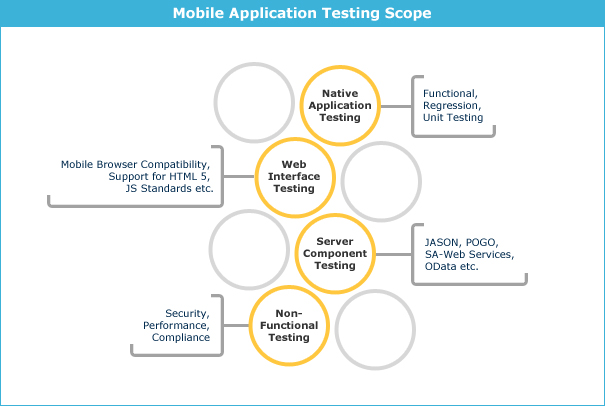 Mobile Application Testing Scope
Native
Application
Testing
Functional,
Regression,
Unit Testing
Mobile Browser Compatibility,
Support for HTML 5,
JS Standards etc.
Web
Interface
Testing
Server
Component
Testing
JASON, POGO,
SA-Web Services,
OData etc.
Security,
Performance,
Compliance
Non-
Functional
Testing